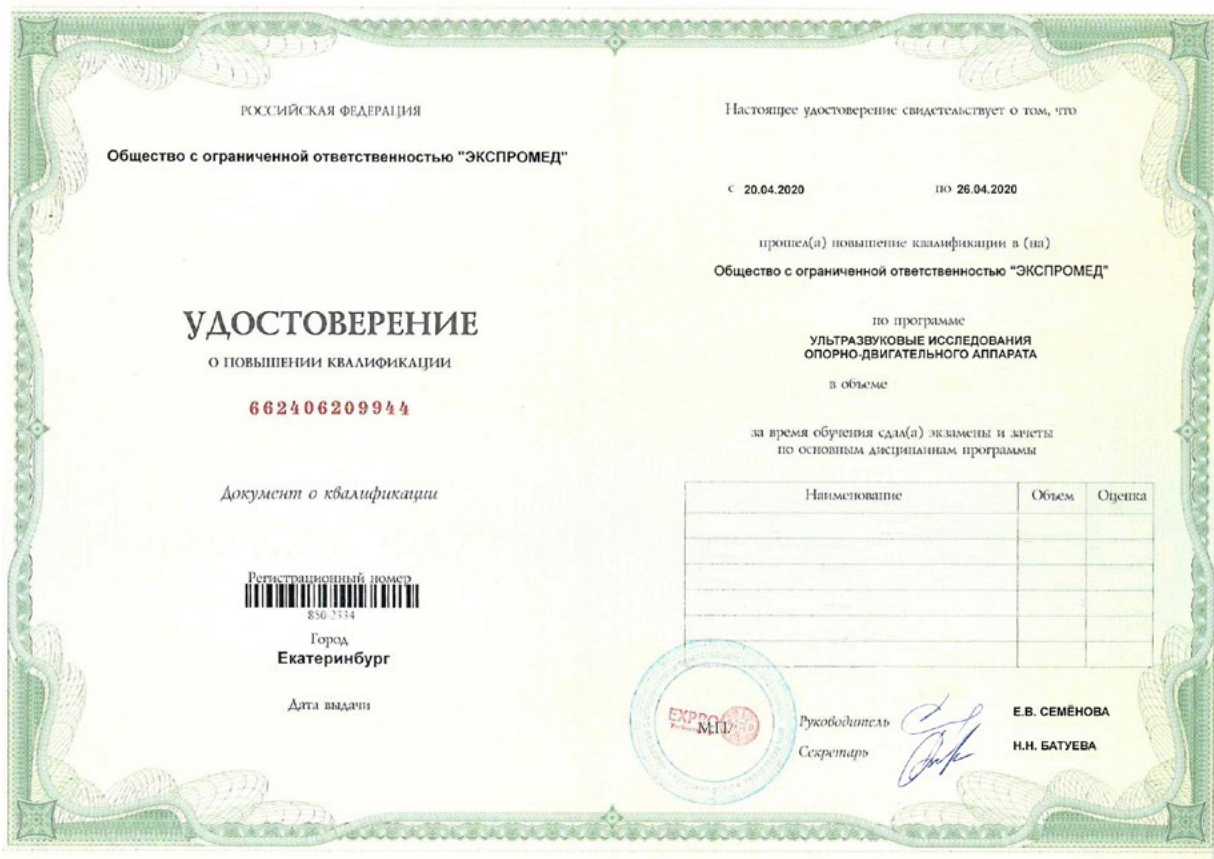 РОССИЙСКАЯ ФЕДЕРАЦИЯ
Общество с ограниченной ответственностью "ЭКСПРОМЕД"
УДОСТОВЕРЕНИЕ
О ПОВЫШЕНИИ КВАЛИФИКАЦИИ
662406209944
Документ о квалификации
Регистрационный номер
850-2334
Город
Екатеринбург
Дата выдачи
Настоящее удостоверение свидетельствует о том, что
с 20.04.2020 по 26.04.2020
прошел(а) повышение квалификации в (на)
Общество с ограниченной ответственностью "ЭКСПРОМЕД"
по программе
УЛЬТРАЗВУКОВЫЕ ИССЛЕДОВАНИЯ
ОПОРНО-ДВИГАТЕЛЬНОГО АППАРАТА
в объеме
за время обучения сдал(а) экзамены и зачеты
по основным дисциплинам программы
Наименование Объем Оценка
М.П.
Руководитель Е.В. СЕМЁНОВА
Секретарь Н.Н. БАТУЕВА